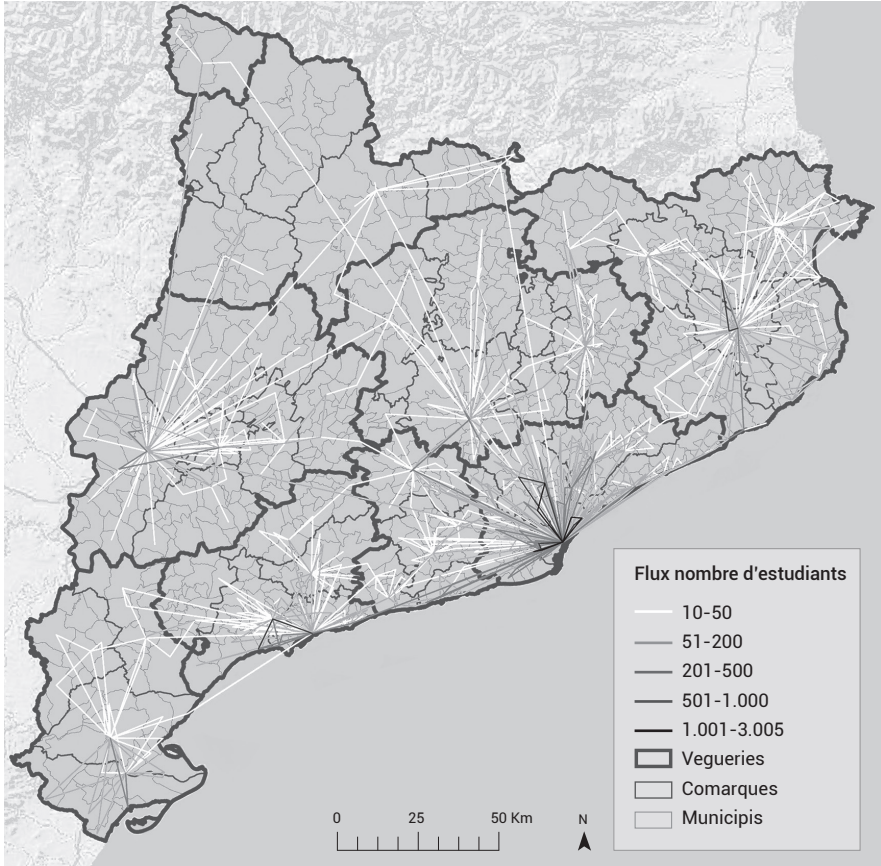 Flux nombre d'estudiants
10-50
51-200
201-500
501-1.000
1.001-3.005
Vegueries
Comarques
Municipis
0 25 50 Km
N